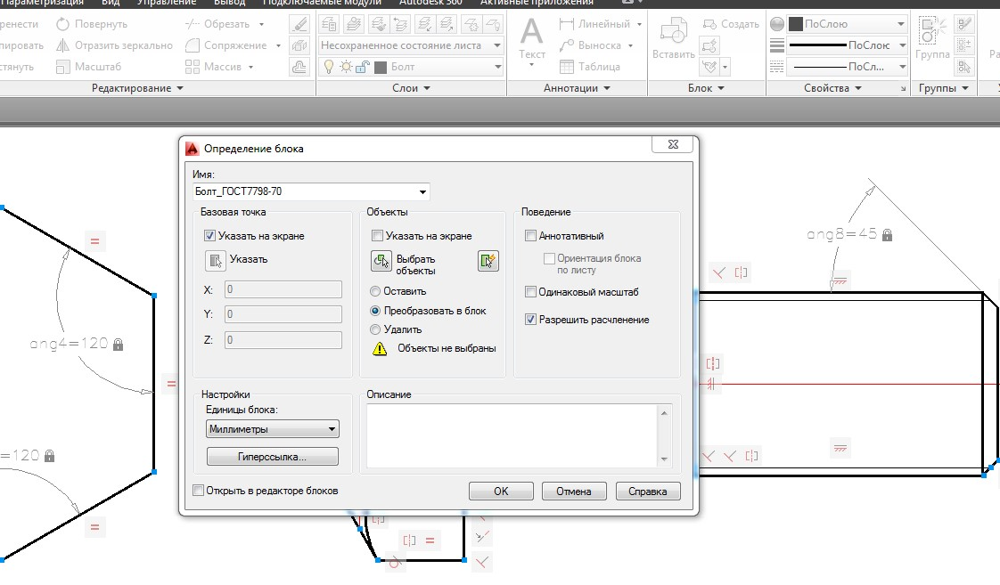 Параметризация Вид Управление Вывод Подключаемые модули Autodesk 360 Активные приложения
Повернуть Обрезать
Отразить зеркально Сопряжение
Масштаб Массив
Редактирование
Несохраненное состояние листа
Болт
Слои
Текст
Линейный
Выноска
Таблица
Аннотации
Вставить
Создать
Блок
ПоСлою
ПоСлою
ПоСл...
Свойства
Группа
Группы
Определение блока
Имя:
Болт_ГОСТ7798-70
Базовая точка
Указать на экране
Указать
X: 0
Y: 0
Z: 0
Объекты
Указать на экране
Выбрать
объекты
Оставить
Преобразовать в блок
Удалить
Объекты не выбраны
Поведение
Аннотативный
Ориентация блока
по листу
Одинаковый масштаб
Разрешить расчленение
Настройки
Единицы блока:
Миллиметры
Гиперссылка...
Описание
Открыть в редакторе блоков
OK Отмена Справка
ang4=120
=120
ang8=45